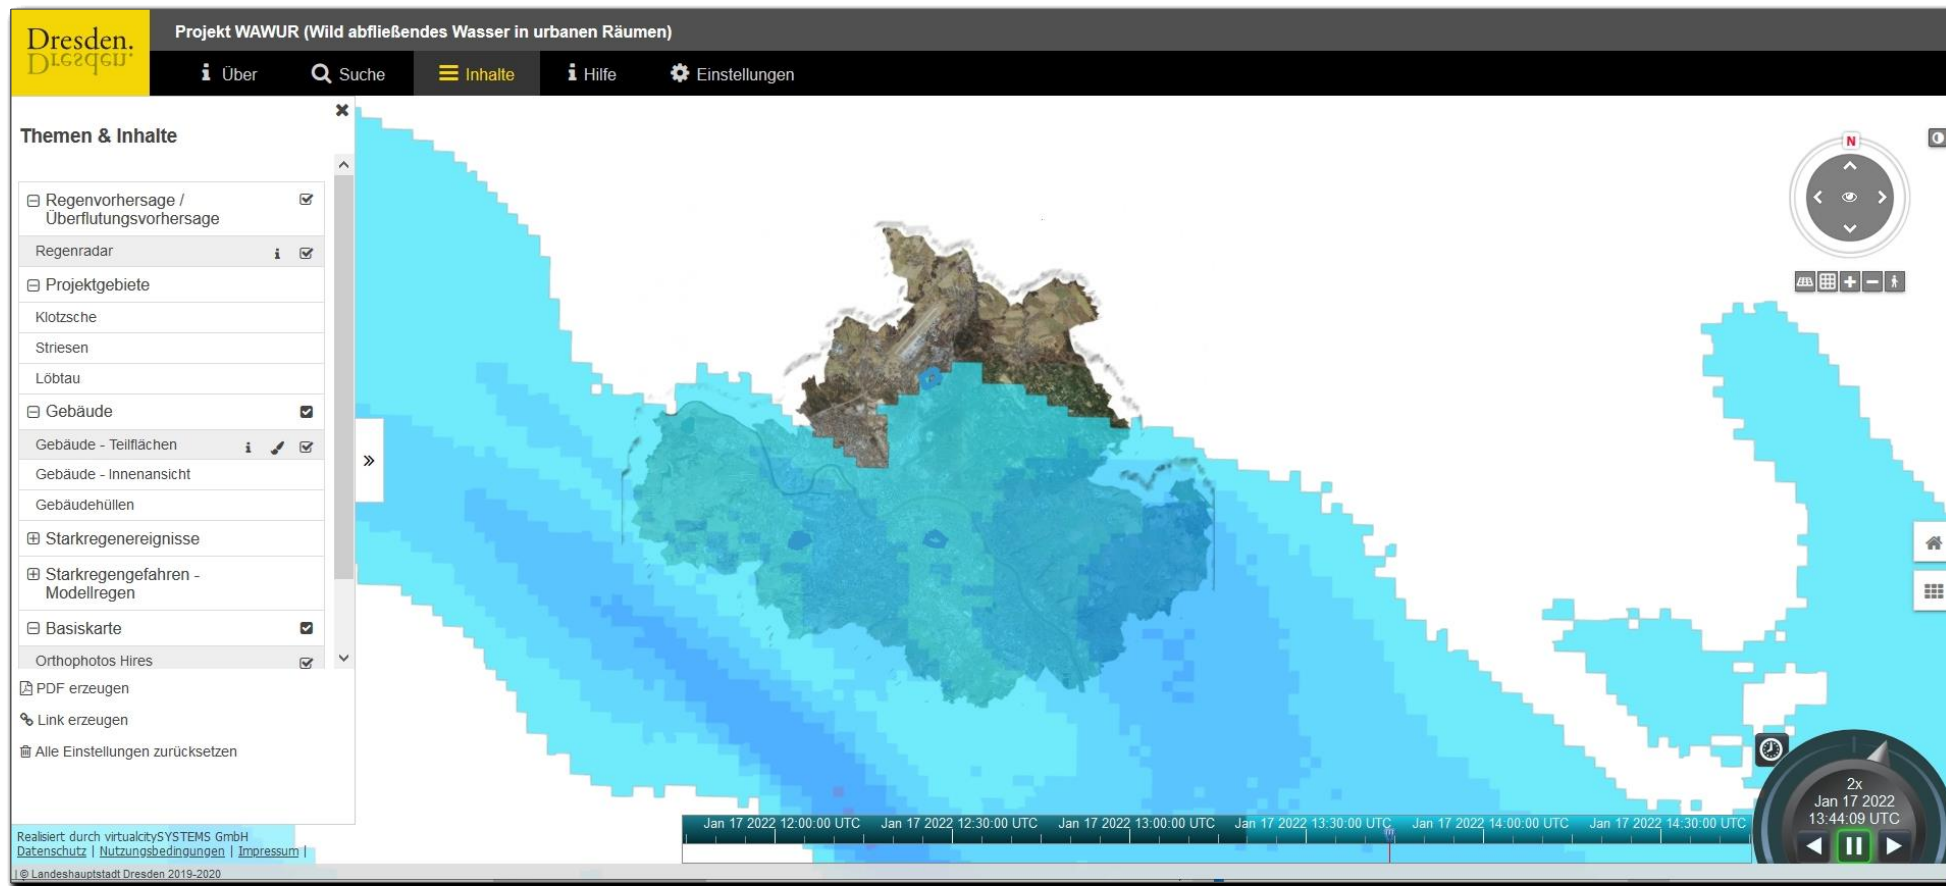 Dresden.
Dresden.
Projekt WAWUR (Wild abfließendes Wasser in urbanen Räumen)
Über
Suche
Inhalte
Hilfe
Einstellungen
Themen & Inhalte
Regenvorhersage /
Überflutungsvorhersage
Regenradar
Projektgebiete
Klotzsche
Striesen
Löbtau
Gebäude
Gebäude - Teilflächen
Gebäude - Innenansicht
Gebäudehüllen
Starkregenereignisse
Starkregengefahren -
Modellregen
Basiskarte
Orthophotos Hires
PDF erzeugen
Link erzeugen
Alle Einstellungen zurücksetzen
Realisiert durch virtualcitySYSTEMS GmbH
Datenschutz | Nutzungsbedingungen | Impressum |
| © Landeshauptstadt Dresden 2019-2020
N
Jan 17 2022 12:00:00 UTC
Jan 17 2022 12:30:00 UTC
Jan 17 2022 13:00:00 UTC
Jan 17 2022 13:30:00 UTC
Jan 17 2022 14:00:00 UTC
Jan 17 2022 14:30:00 UTC
2x
Jan 17 2022
13:44:09 UTC